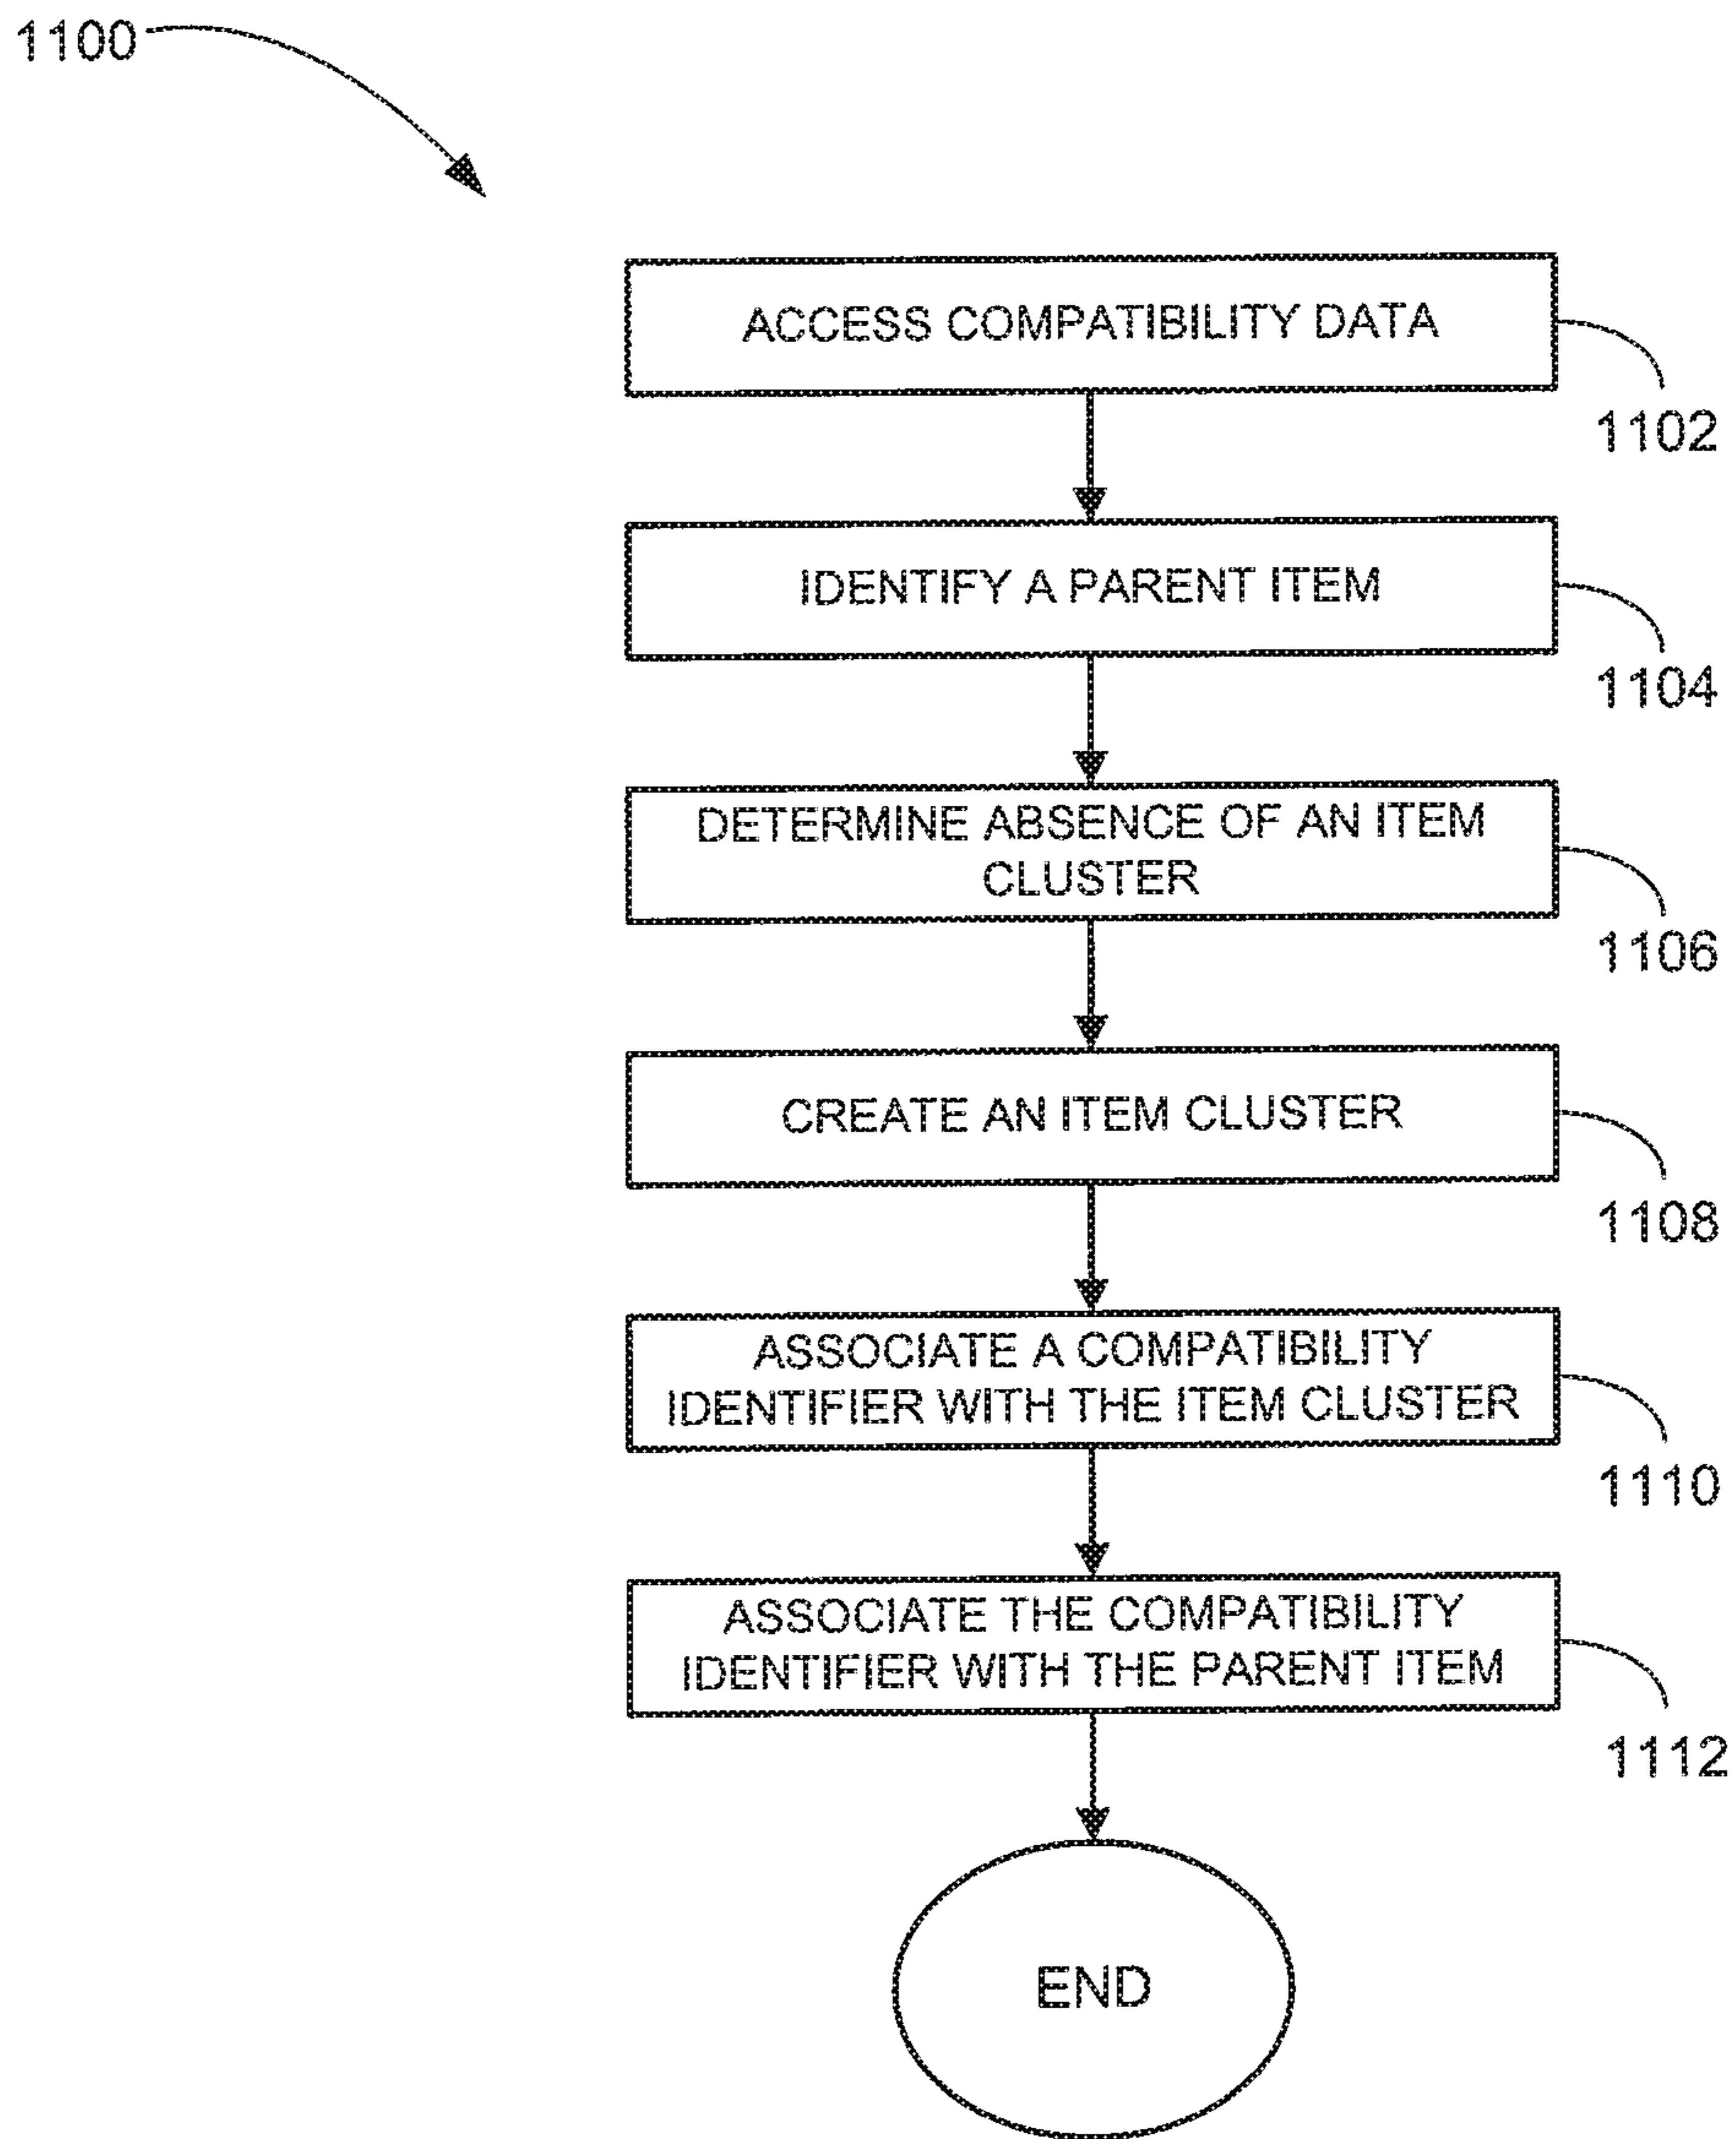 1100
ACCESS COMPATIBILITY DATA
1102
IDENTIFY A PARENT ITEM
1104
DETERMINE ABSENCE OF AN ITEM
CLUSTER
1106
CREATE AN ITEM CLUSTER
1108
ASSOCIATE A COMPATIBILITY
IDENTIFIER WITH THE ITEM CLUSTER
1110
ASSOCIATE THE COMPATIBILITY
IDENTIFIER WITH THE PARENT ITEM
1112
END